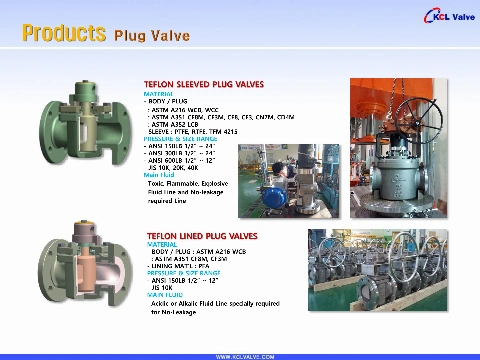 KCL Valve
Products Plug Valve
TEFLON SLEEVED PLUG VALVES
MATERIAL
- BODY / PLUG
: ASTM A216 WCB, WCC
: ASTM A351 CF8M, CF3M, CF8, CF3, CN7M, CD4M
: ASTM A352 LCB
SLEEVE : PTFE, RTFE, TFM 4215
PRESSURE & SIZE RANGE
- ANSI 150LB 1/2" ~ 24"
- ANSI 300LB 1/2" ~ 24"
- ANSI 600LB 1/2" ~ 12"
JIS 10K, 20K, 40K
Main Fluid
Toxic, Flammable, Explosive
Fluid Line and No-leakage
required Line
TEFLON LINED PLUG VALVES
MATERIAL
BODY / PLUG : ASTM A216 WCB
: ASTM A351 CF8M, CF3M
- LINING MAT'L : PFA
PRESSURE & SIZE RANGE
- ANSI 150LB 1/2" ~ 12"
JIS 10K
MAIN FLUID
Acidic or Alkalic Fluid Line specially required
for No-Leakage
WWW.KCLVALVE.COM